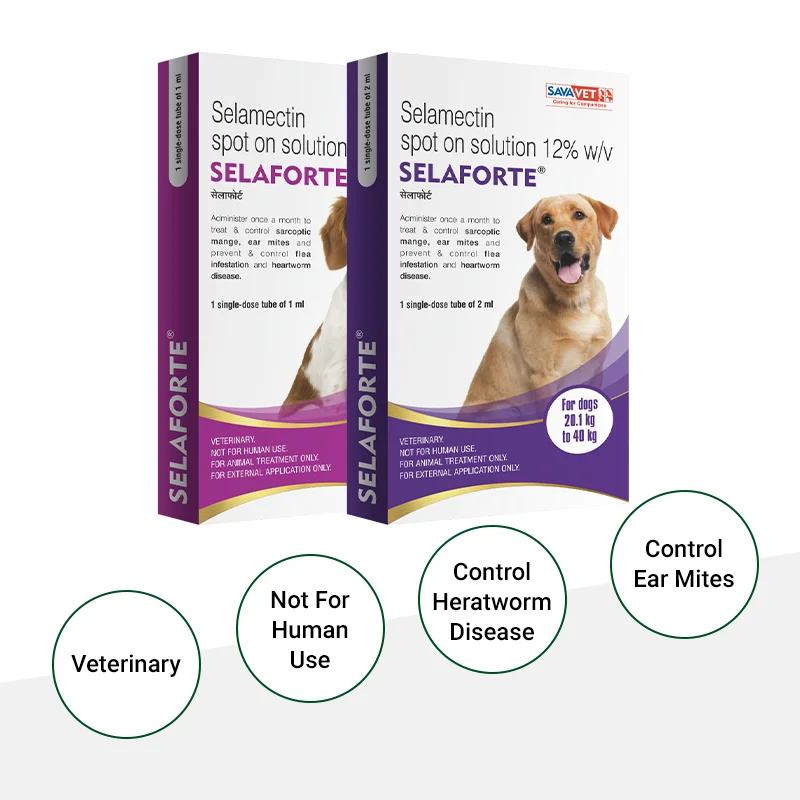 1 single-dose tube of 1 ml
Selamectin
spot on solution
SELAFORTE
सेलाफोर्ट
Administer once a month to
treat & control sarcoptic
mange, ear mites and
prevent & control flea
infestation and heartworm
disease.
1 single-dose tube of 1 ml
SELAFORTE®
VETERINARY.
NOT FOR HUMAN USE.
FOR ANIMAL TREATMENT ONLY.
FOR EXTERNAL APPLICATION ONLY.
1 single-dose tube of 2 ml
SAVAVET
Caring for Companions
Selamectin
spot on solution 12% w/v
SELAFORTE®
सेलाफोर्ट
Administer once a month to
treat & control sarcoptic
mange, ear mites and
prevent & control flea
infestation and heartworm
disease.
1 single-dose tube of 2 ml
For dogs
20.1 kg
to 40 kg
SELAFORTE®
VETERINARY.
NOT FOR HUMAN USE.
FOR ANIMAL TREATMENT ONLY.
FOR EXTERNAL APPLICATION ONLY.
Veterinary
Not For
Human
Use
Control
Heratworm
Disease
Control
Ear Mites